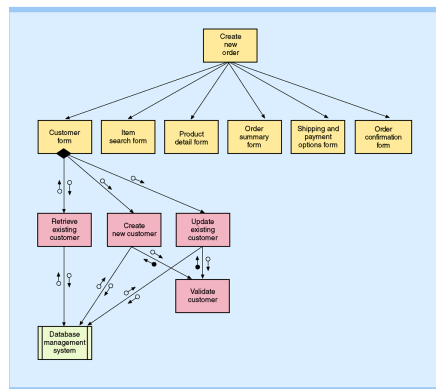 Create
new
order
Customer
form
Item
search form
Product
detail form
Order
summary
form
Shipping and
payment
options form
Order
confirmation
form
Retrieve
existing
customer
Create
new customer
Update
existing
customer
Validate
customer
Database
management
system